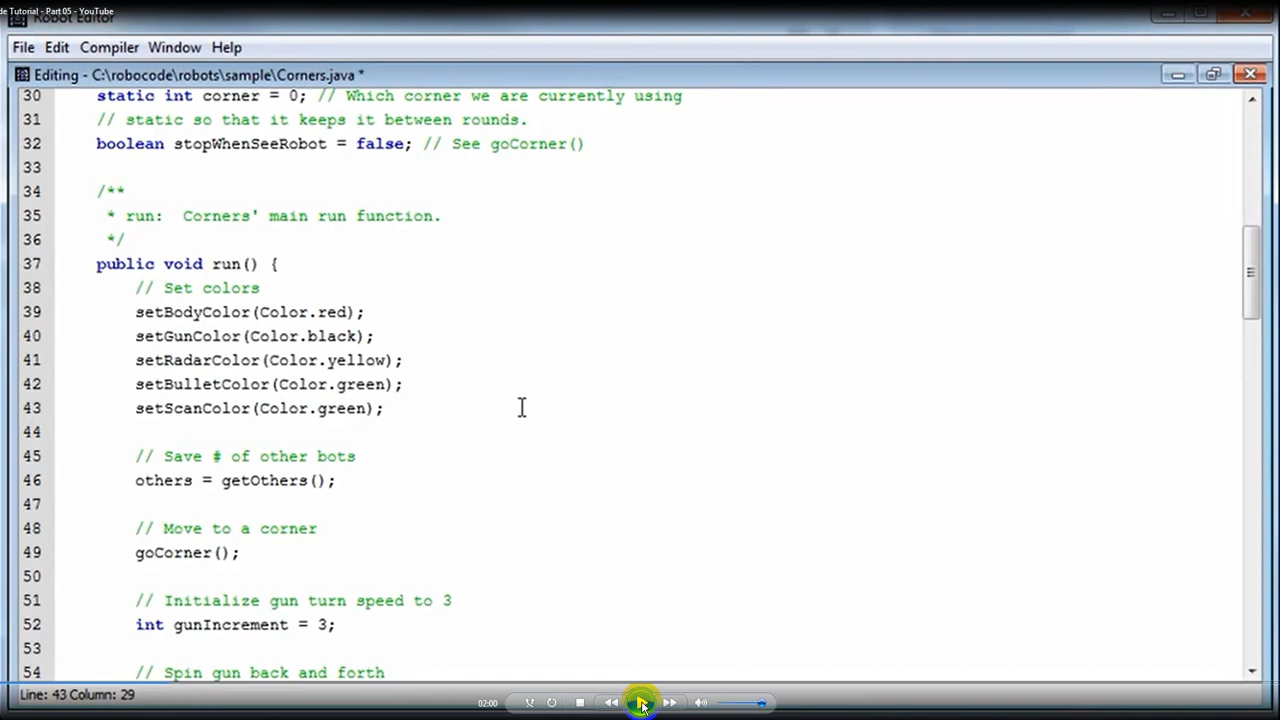 de Tutorial - Part 05 - YouTube
Robot Editor
File Edit Compiler Window Help
Editing - C:\robocode\robots\sample\Corners.java *
30 static int corner = 0; // Which corner we are currently using
31 // static so that it keeps it between rounds.
32 boolean stopWhenSeeRobot = false; // See goCorner()
33
34 /**
35 * run:  Corners' main run function.
36 */
37 public void run() {
38 // Set colors
39 setBodyColor(Color.red);
40 setGunColor(Color.black);
41 setRadarColor(Color.yellow);
42 setBulletColor(Color.green);
43 setScanColor(Color.green);
44
45 // Save # of other bots
46 others = getOthers();
47
48 // Move to a corner
49 goCorner();
50
51 // Initialize gun turn speed to 3
52 int gunIncrement = 3;
53
54 // Spin gun back and forth
Line: 43 Column: 29
02:00